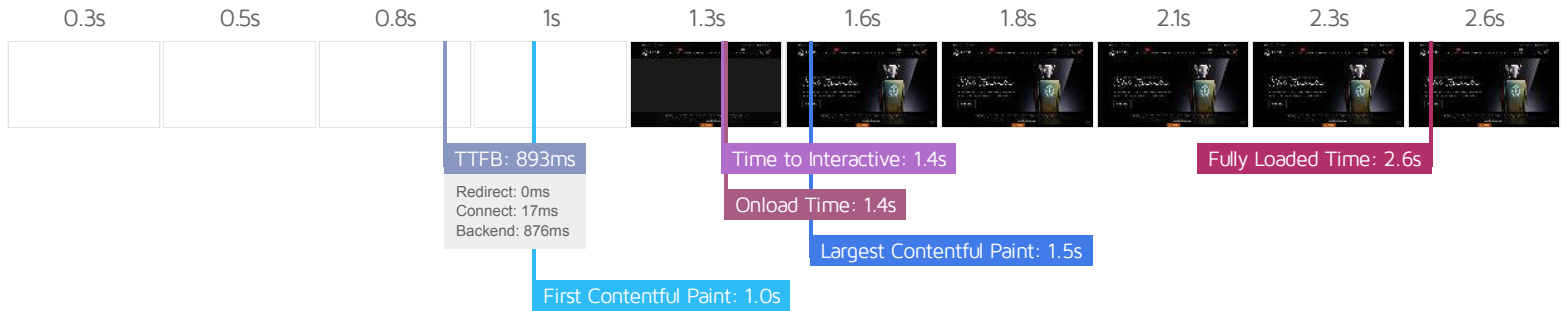 0.3s
0.5s
0.8s
1s
1.3s
1.6s
1.8s
2.1s
2.3s
2.6s
TTFB: 893ms
Redirect: 0ms
Connect: 17ms
Backend: 876ms
Time to Interactive: 1.4s
Fully Loaded Time: 2.6s
Onload Time: 1.4s
Largest Contentful Paint: 1.5s
First Contentful Paint: 1.0s